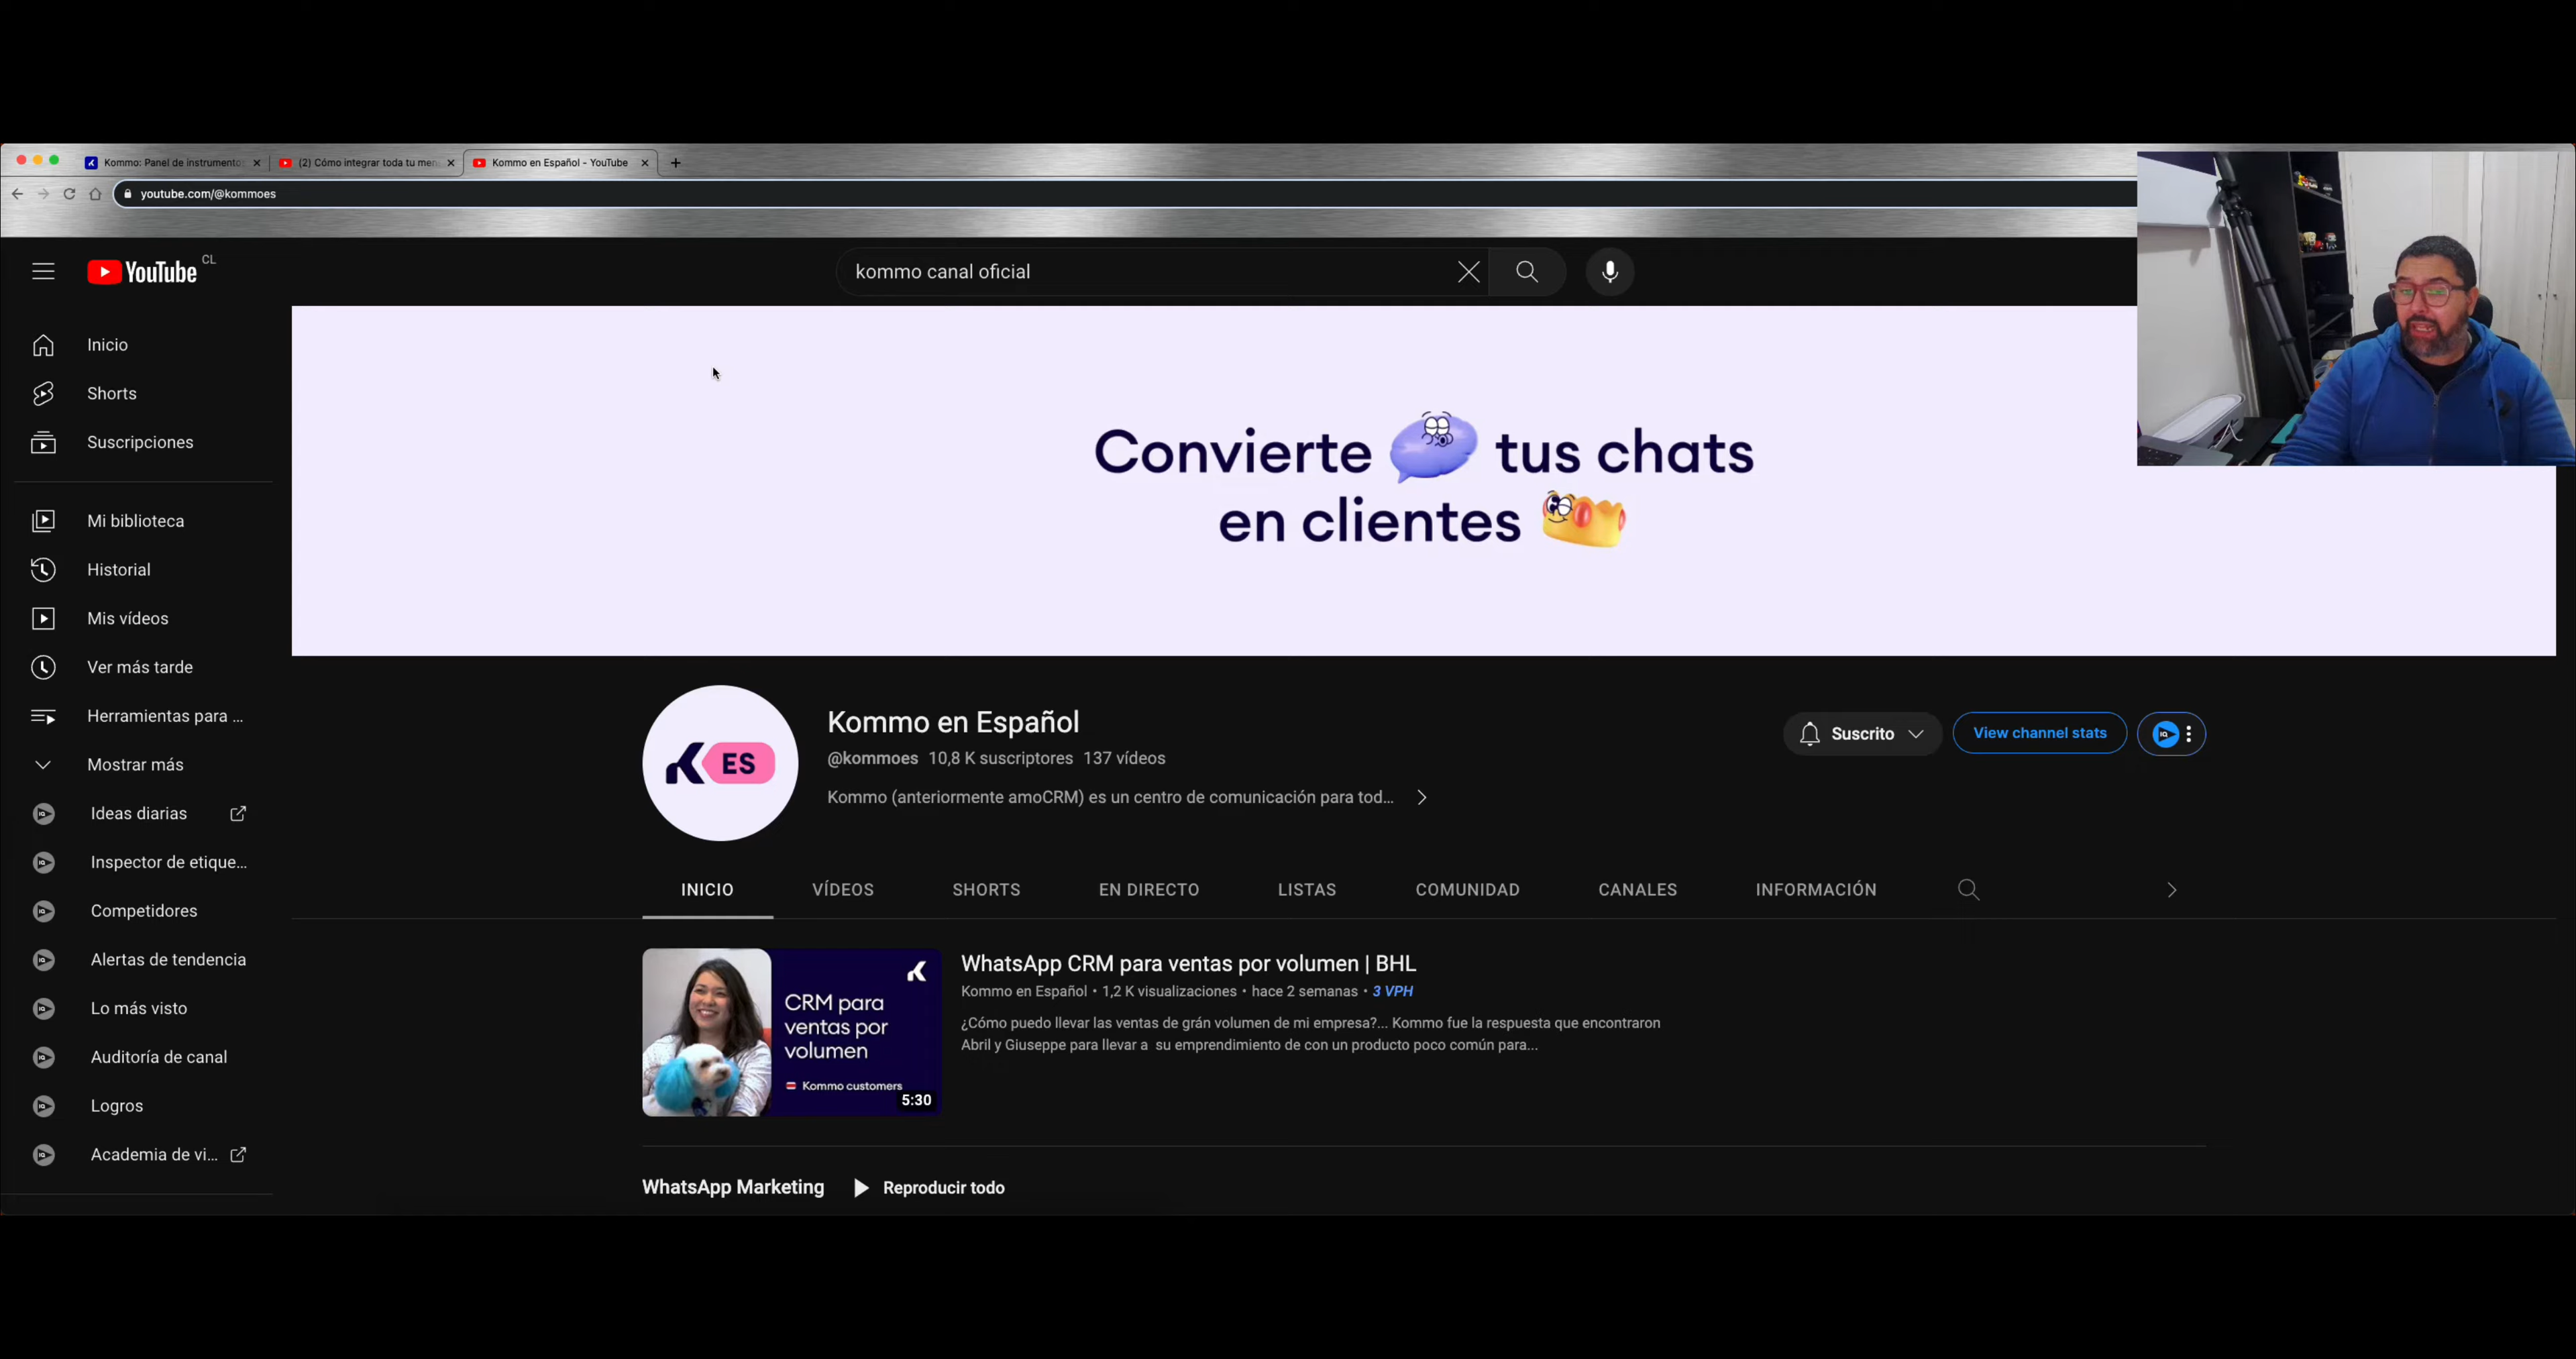 Kommo: Panel de instrumento
(2) Cómo integrar toda tu men
Kommo en Español - YouTube
youtube.com/@kommoes
YouTube CL
kommo canal oficial
Inicio
Shorts
Suscripciones
Mi biblioteca
Historial
Mis vídeos
Ver más tarde
Herramientas para ...
Mostrar más
Ideas diarias
Inspector de etique...
Competidores
Alertas de tendencia
Lo más visto
Auditoría de canal
Logros
Academia de vi...
Convierte tus chats
en clientes
ES
Kommo en Español
@kommoes 10,8 K suscriptores 137 vídeos
Kommo (anteriormente amoCRM) es un centro de comunicación para tod...
Suscrito
View channel stats
INICIO VÍDEOS SHORTS EN DIRECTO LISTAS COMUNIDAD CANALES INFORMACIÓN
CRM para
ventas por
volumen
Kommo customers
5:30
WhatsApp CRM para ventas por volumen | BHL
Kommo en Español • 1,2 K visualizaciones • hace 2 semanas • 3 VPH
¿Cómo puedo llevar las ventas de grán volumen de mi empresa?... Kommo fue la respuesta que encontraron
Abril y Giuseppe para llevar a su emprendimiento de con un producto poco común para...
WhatsApp Marketing Reproducir todo